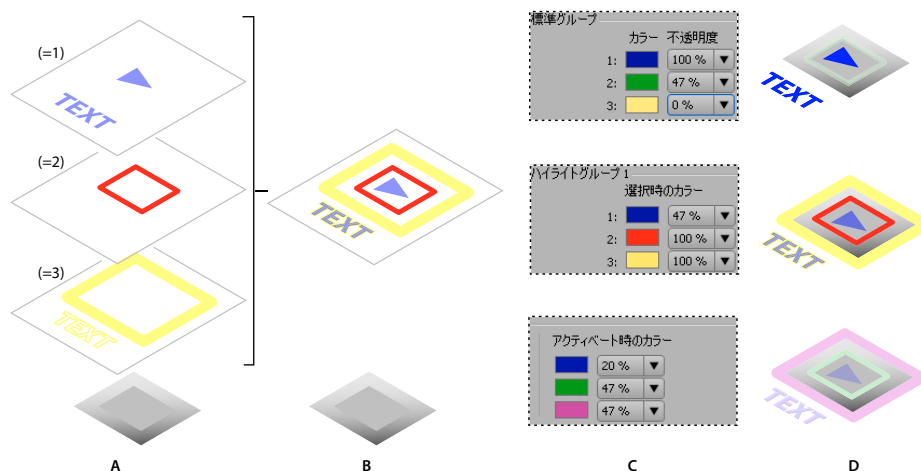 (=1)
TEXT
(=2)
(=3)
TEXT
TEXT
標準グループ
カラー 不透明度
1: 100 %
2: 47 %
3: 0 %
ハイライトグループ 1
選択時のカラー
1: 47 %
2: 100 %
3: 100 %
アクティベート時のカラー
20 %
47 %
47 %
TEXT
TEXT
TEXT
A B C D